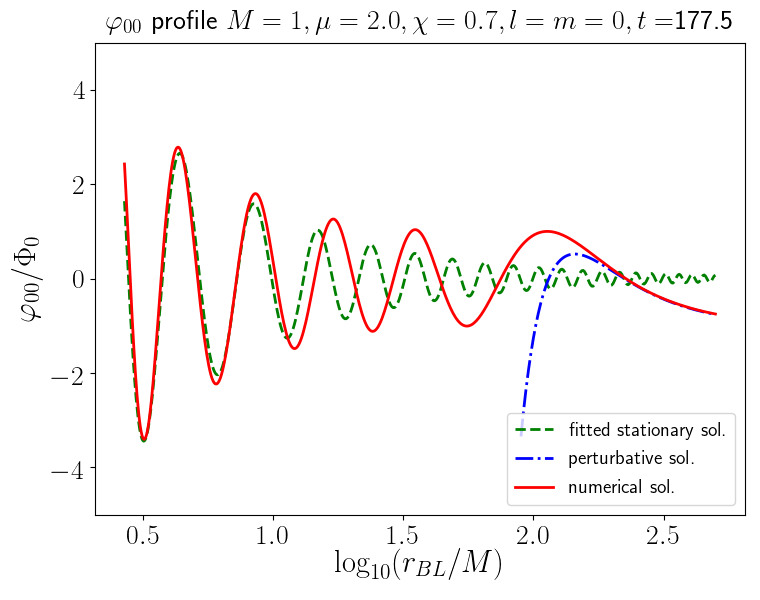 φ₀₀ profile M = 1, μ = 2.0, χ = 0.7, l = m = 0, t =177.5
φ₀₀/Φ₀
4
2
0
−2
−4
fitted stationary sol.
perturbative sol.
numerical sol.
0.5 1.0 1.5 2.0 2.5
log₁₀(r_BL/M)